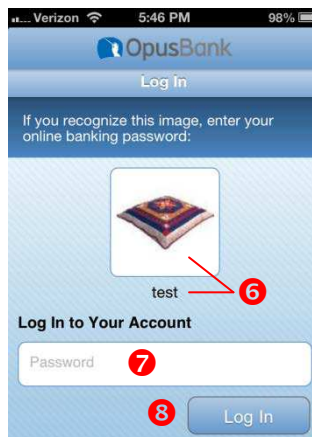 Verizon 5:46 PM 98%
OpusBank
Log In
If you recognize this image, enter your
online banking password:
test
6
Log In to Your Account
Password 7
8 Log In